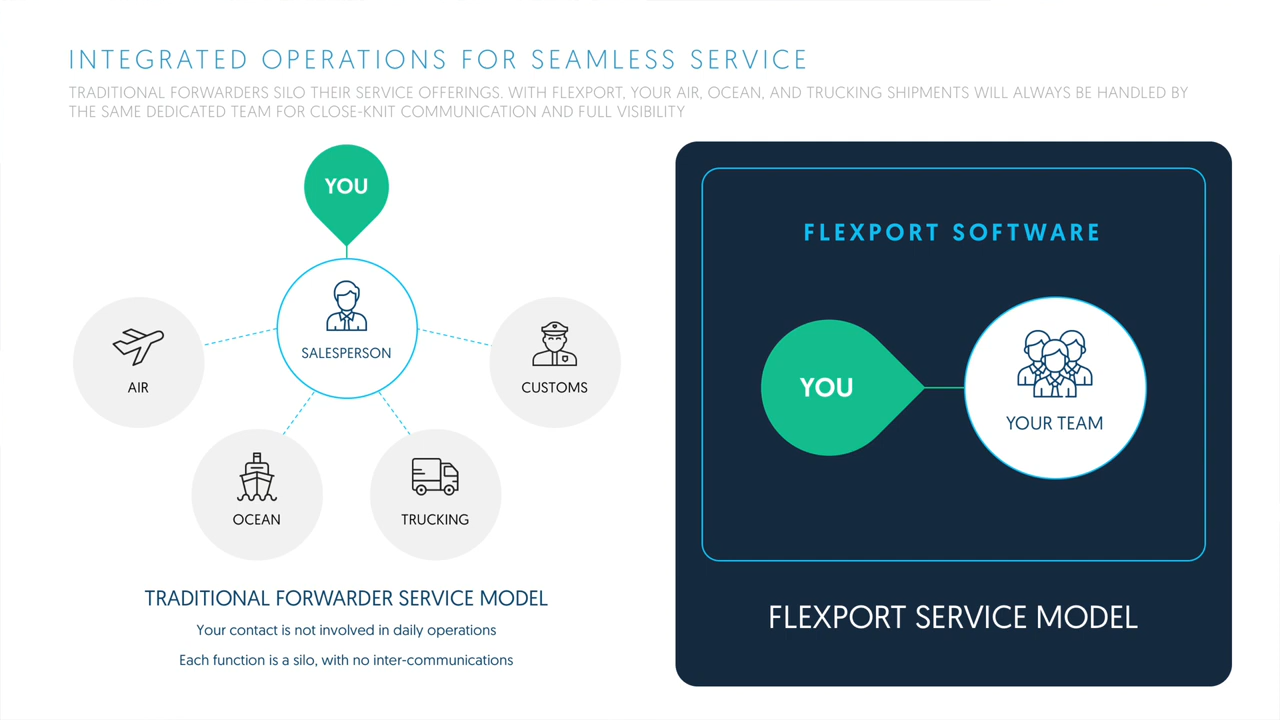 INTEGRATED OPERATIONS FOR SEAMLESS SERVICE
TRADITIONAL FORWARDERS SILO THEIR SERVICE OFFERINGS. WITH FLEXPORT, YOUR AIR, OCEAN, AND TRUCKING SHIPMENTS WILL ALWAYS BE HANDLED BY
THE SAME DEDICATED TEAM FOR CLOSE-KNIT COMMUNICATION AND FULL VISIBILITY
YOU
SALESPERSON
AIR
CUSTOMS
OCEAN
TRUCKING
TRADITIONAL FORWARDER SERVICE MODEL
Your contact is not involved in daily operations
Each function is a silo, with no inter-communications
FLEXPORT SOFTWARE
YOU
YOUR TEAM
FLEXPORT SERVICE MODEL